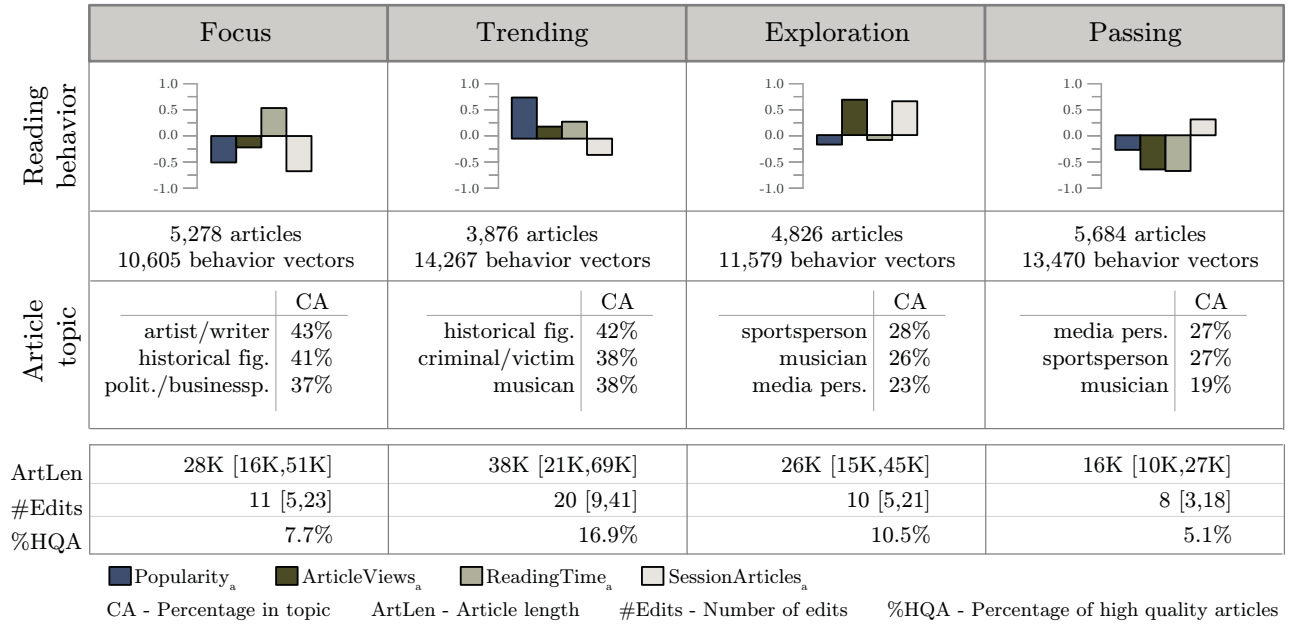 Focus Trending Exploration Passing
Reading
behavior
1.0 1.0 1.0 1.0
0.5 0.5 0.5 0.5
0.0 0.0 0.0 0.0
-0.5 -0.5 -0.5 -0.5
-1.0 -1.0 -1.0 -1.0
5,278 articles 3,876 articles 4,826 articles 5,684 articles
10,605 behavior vectors 14,267 behavior vectors 11,579 behavior vectors 13,470 behavior vectors
Article
topic
CA CA CA CA
artist/writer 43% historical fig. 42% sportsperson 28% media pers. 27%
historical fig. 41% criminal/victim 38% musician 26% sportsperson 27%
polit./businessp. 37% musican 38% media pers. 23% musician 19%
ArtLen 28K [16K,51K] 38K [21K,69K] 26K [15K,45K] 16K [10K,27K]
#Edits 11 [5,23] 20 [9,41] 10 [5,21] 8 [3,18]
%HQA 7.7% 16.9% 10.5% 5.1%
Popularity_a ArticleViews_a ReadingTime_a SessionArticles_a
CA - Percentage in topic ArtLen - Article length #Edits - Number of edits %HQA - Percentage of high quality articles